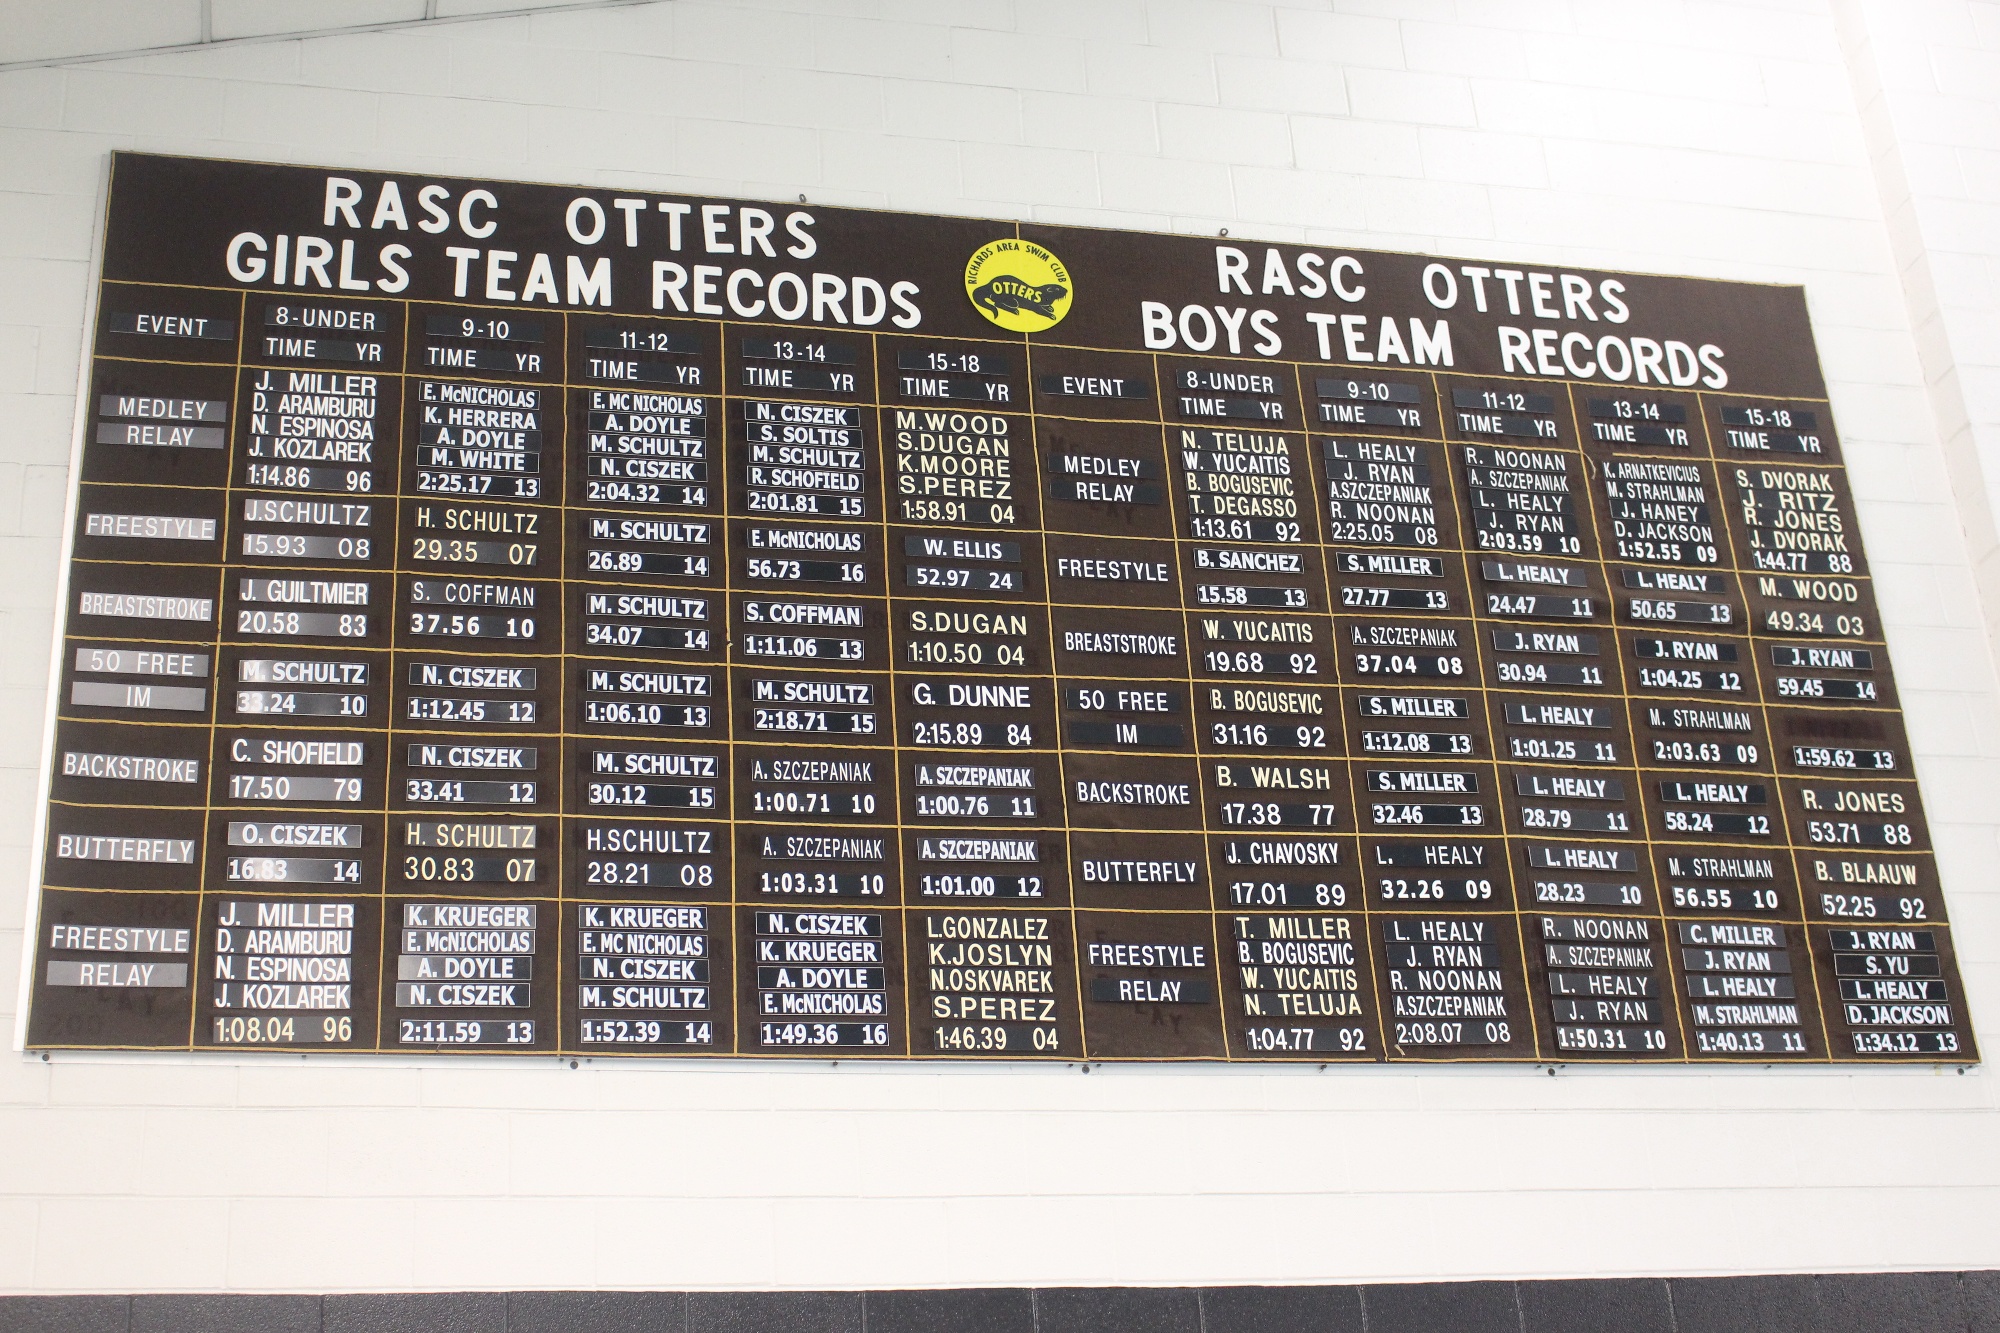 RASC OTTERS
GIRLS TEAM RECORDS
RICHARDS AREA SWIM CLUB
OTTERS
RASC OTTERS
BOYS TEAM RECORDS
EVENT 8-UNDER 9-10 11-12 13-14 15-18
TIME YR TIME YR TIME YR TIME YR TIME YR
MEDLEY RELAY
J. MILLER E. McNICHOLAS E. MC NICHOLAS N. CISZEK M. WOOD
D. ARAMBURU K. HERRERA A. DOYLE S. SOLTIS S. DUGAN
N. ESPINOSA A. DOYLE M. SCHULTZ M. SCHULTZ K. MOORE
J. KOZLAREK M. WHITE N. CISZEK R. SCHOFIELD S. PEREZ
1:14.86 96 2:25.17 13 2:04.32 14 2:01.81 15 1:58.91 04
FREESTYLE J.SCHULTZ H. SCHULTZ M. SCHULTZ E. McNICHOLAS W. ELLIS
15.93 08 29.35 07 26.89 14 56.73 16 52.97 24
BREASTSTROKE J. GUILTMIER S. COFFMAN M. SCHULTZ S. COFFMAN S.DUGAN
20.58 83 37.56 10 34.07 14 1:11.06 13 1:10.50 04
50 FREE M. SCHULTZ N. CISZEK M. SCHULTZ M. SCHULTZ G. DUNNE
IM 33.24 10 1:12.45 12 1:06.10 13 2:18.71 15 2:15.89 84
BACKSTROKE C. SHOFIELD N. CISZEK M. SCHULTZ A. SZCZEPANIAK A. SZCZEPANIAK
17.50 79 33.41 12 30.12 15 1:00.71 10 1:00.76 11
BUTTERFLY O. CISZEK H. SCHULTZ H.SCHULTZ A. SZCZEPANIAK A. SZCZEPANIAK
16.83 14 30.83 07 28.21 08 1:03.31 10 1:01.00 12
FREESTYLE RELAY
J. MILLER K. KRUEGER K. KRUEGER N. CISZEK L.GONZALEZ
D. ARAMBURU E. McNICHOLAS E. MC NICHOLAS K. KRUEGER K.JOSLYN
N. ESPINOSA A. DOYLE N. CISZEK A. DOYLE N.OSKVAREK
J. KOZLAREK N. CISZEK M. SCHULTZ E. McNICHOLAS S.PEREZ
1:08.04 96 2:11.59 13 1:52.39 14 1:49.36 16 1:46.39 04
EVENT 8-UNDER 9-10 11-12 13-14 15-18
TIME YR TIME YR TIME YR TIME YR TIME YR
MEDLEY RELAY
N. TELUJA L. HEALY R. NOONAN K. ARNATKEVICIUS S. DVORAK
W. YUCAITIS J. RYAN A. SZCZEPANIAK M. STRAHLMAN J. RITZ
B. BOGUSEVIC A.SZCZEPANIAK L. HEALY J. HANEY R. JONES
T. DEGASSO R. NOONAN J. RYAN D. JACKSON J. DVORAK
1:13.61 92 2:25.05 08 2:03.59 10 1:52.55 09 1:44.77 88
FREESTYLE B. SANCHEZ S. MILLER L. HEALY L. HEALY M. WOOD
15.58 13 27.77 13 24.47 11 50.65 13 49.34 03
BREASTSTROKE W. YUCAITIS A. SZCZEPANIAK J. RYAN J. RYAN J. RYAN
19.68 92 37.04 08 30.94 11 1:04.25 12 59.45 14
50 FREE B. BOGUSEVIC S. MILLER L. HEALY M. STRAHLMAN
IM 31.16 92 1:12.08 13 1:01.25 11 2:03.63 09 1:59.62 13
BACKSTROKE B. WALSH S. MILLER L. HEALY L. HEALY R. JONES
17.38 77 32.46 13 28.79 11 58.24 12 53.71 88
BUTTERFLY J. CHAVOSKY L. HEALY L. HEALY M. STRAHLMAN B. BLAAUW
17.01 89 32.26 09 28.23 10 56.55 10 52.25 92
FREESTYLE RELAY
T. MILLER L. HEALY R. NOONAN C. MILLER J. RYAN
B. BOGUSEVIC J. RYAN A. SZCZEPANIAK J. RYAN S. YU
W. YUCAITIS R. NOONAN L. HEALY L. HEALY L. HEALY
N. TELUJA A.SZCZEPANIAK J. RYAN M. STRAHLMAN D. JACKSON
1:04.77 92 2:08.07 08 1:50.31 10 1:40.13 11 1:34.12 13